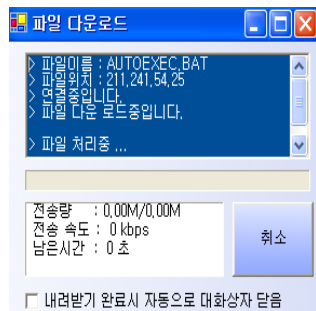 파일 다운로드
> 파일이름 : AUTOEXEC.BAT
> 파일위치 : 211.241.54.25
> 연결중입니다.
> 파일 다운 로드중입니다.
> 파일 처리중 ...
전송량 : 0.00M/0.00M
전송 속도 : 0 kbps
남은시간 : 0 초
취소
내려받기 완료시 자동으로 대화상자 닫음